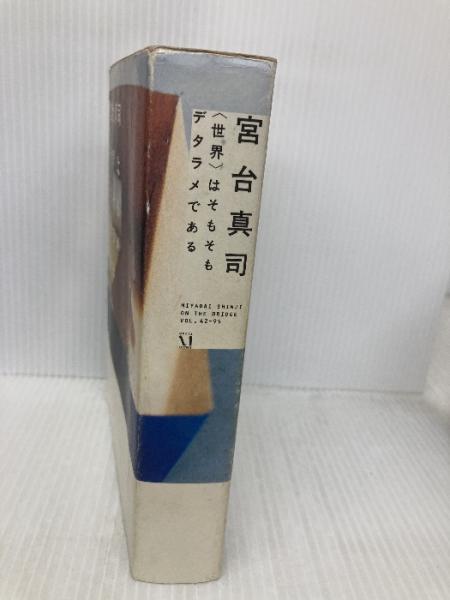 宮台真司
〈世界〉はそもそも
デタラメである
MIYADAI SHINJI
ON THE BRIDGE
VOL. 62-95